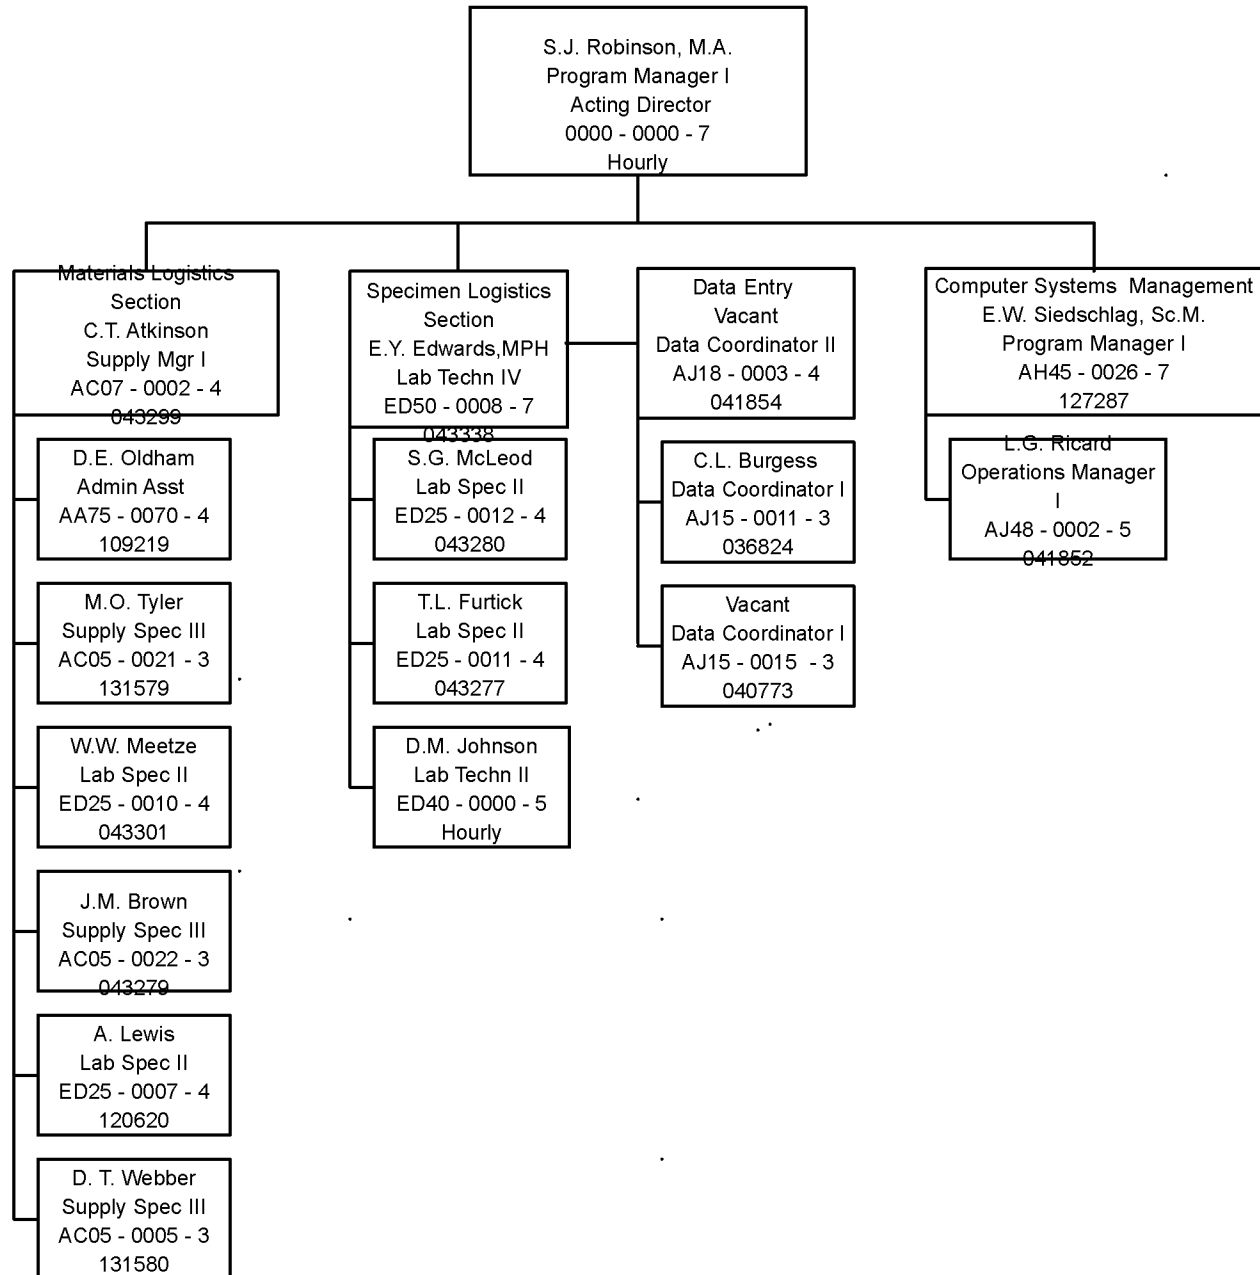 S.J. Robinson, M.A.
Program Manager I
Acting Director
0000 - 0000 - 7
Hourly
Materials Logistics
Section
C.T. Atkinson
Supply Mgr I
AC07 - 0002 - 4
043299
D.E. Oldham
Admin Asst
AA75 - 0070 - 4
109219
M.O. Tyler
Supply Spec III
AC05 - 0021 - 3
131579
W.W. Meetze
Lab Spec II
ED25 - 0010 - 4
043301
J.M. Brown
Supply Spec III
AC05 - 0022 - 3
043279
A. Lewis
Lab Spec II
ED25 - 0007 - 4
120620
D. T. Webber
Supply Spec III
AC05 - 0005 - 3
131580
Specimen Logistics
Section
E.Y. Edwards,MPH
Lab Techn IV
ED50 - 0008 - 7
043338
S.G. McLeod
Lab Spec II
ED25 - 0012 - 4
043280
T.L. Furtick
Lab Spec II
ED25 - 0011 - 4
043277
D.M. Johnson
Lab Techn II
ED40 - 0000 - 5
Hourly
Data Entry
Vacant
Data Coordinator II
AJ18 - 0003 - 4
041854
C.L. Burgess
Data Coordinator I
AJ15 - 0011 - 3
036824
Vacant
Data Coordinator I
AJ15 - 0015 - 3
040773
Computer Systems Management
E.W. Siedschlag, Sc.M.
Program Manager I
AH45 - 0026 - 7
127287
L.G. Ricard
Operations Manager
I
AJ48 - 0002 - 5
041852